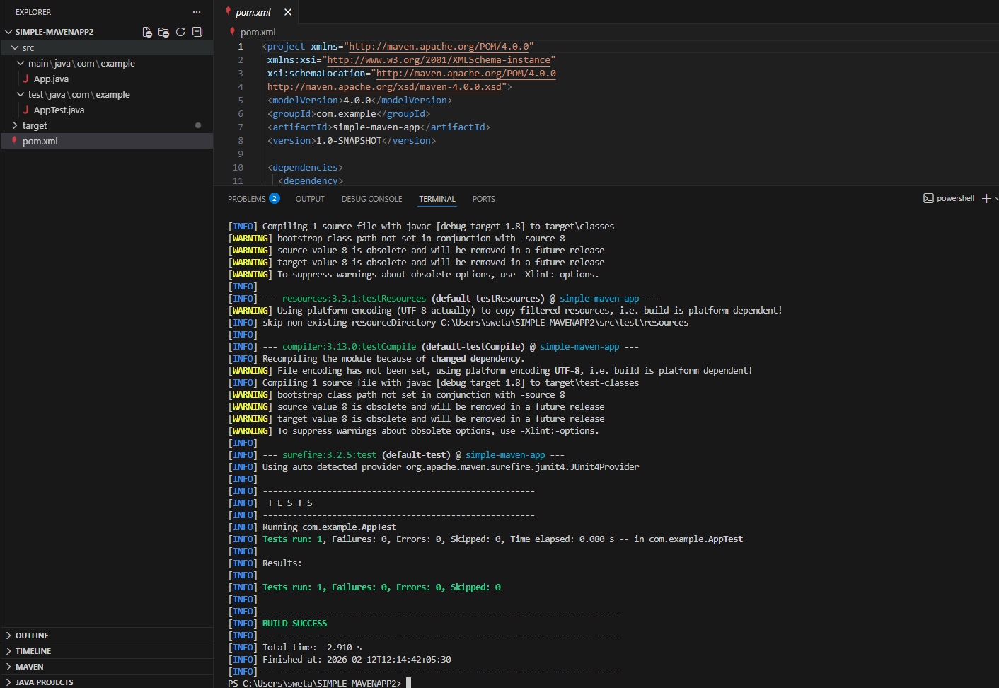 EXPLORER
···
SIMPLE-MAVENAPP2
src
main\java\com\example
J App.java
test\java\com\example
J AppTest.java
target
pom.xml
OUTLINE
TIMELINE
MAVEN
JAVA PROJECTS
pom.xml
pom.xml
1 <project xmlns="http://maven.apache.org/POM/4.0.0"
2 xmlns:xsi="http://www.w3.org/2001/XMLSchema-instance"
3 xsi:schemaLocation="http://maven.apache.org/POM/4.0.0
4 http://maven.apache.org/xsd/maven-4.0.0.xsd">
5 <modelVersion>4.0.0</modelVersion>
6 <groupId>com.example</groupId>
7 <artifactId>simple-maven-app</artifactId>
8 <version>1.0-SNAPSHOT</version>
9
10 <dependencies>
11 <dependency>
PROBLEMS 2 OUTPUT DEBUG CONSOLE TERMINAL PORTS powershell
[INFO] Compiling 1 source file with javac [debug target 1.8] to target\classes
[WARNING] bootstrap class path not set in conjunction with -source 8
[WARNING] source value 8 is obsolete and will be removed in a future release
[WARNING] target value 8 is obsolete and will be removed in a future release
[WARNING] To suppress warnings about obsolete options, use -Xlint:-options.
[INFO]
[INFO] --- resources:3.3.1:testResources (default-testResources) @ simple-maven-app ---
[WARNING] Using platform encoding (UTF-8 actually) to copy filtered resources, i.e. build is platform dependent!
[INFO] skip non existing resourceDirectory C:\Users\sweta\SIMPLE-MAVENAPP2\src\test\resources
[INFO]
[INFO] --- compiler:3.13.0:testCompile (default-testCompile) @ simple-maven-app ---
[INFO] Recompiling the module because of changed dependency.
[WARNING] File encoding has not been set, using platform encoding UTF-8, i.e. build is platform dependent!
[INFO] Compiling 1 source file with javac [debug target 1.8] to target\test-classes
[WARNING] bootstrap class path not set in conjunction with -source 8
[WARNING] source value 8 is obsolete and will be removed in a future release
[WARNING] target value 8 is obsolete and will be removed in a future release
[WARNING] To suppress warnings about obsolete options, use -Xlint:-options.
[INFO]
[INFO] --- surefire:3.2.5:test (default-test) @ simple-maven-app ---
[INFO] Using auto detected provider org.apache.maven.surefire.junit4.JUnit4Provider
[INFO]
[INFO] -------------------------------------------------------
[INFO]  T E S T S
[INFO] -------------------------------------------------------
[INFO] Running com.example.AppTest
[INFO] Tests run: 1, Failures: 0, Errors: 0, Skipped: 0, Time elapsed: 0.080 s -- in com.example.AppTest
[INFO]
[INFO] Results:
[INFO]
[INFO] Tests run: 1, Failures: 0, Errors: 0, Skipped: 0
[INFO]
[INFO] ------------------------------------------------------------------------
[INFO] BUILD SUCCESS
[INFO] ------------------------------------------------------------------------
[INFO] Total time:  2.910 s
[INFO] Finished at: 2026-02-12T12:14:42+05:30
[INFO] ------------------------------------------------------------------------
PS C:\Users\sweta\SIMPLE-MAVENAPP2>